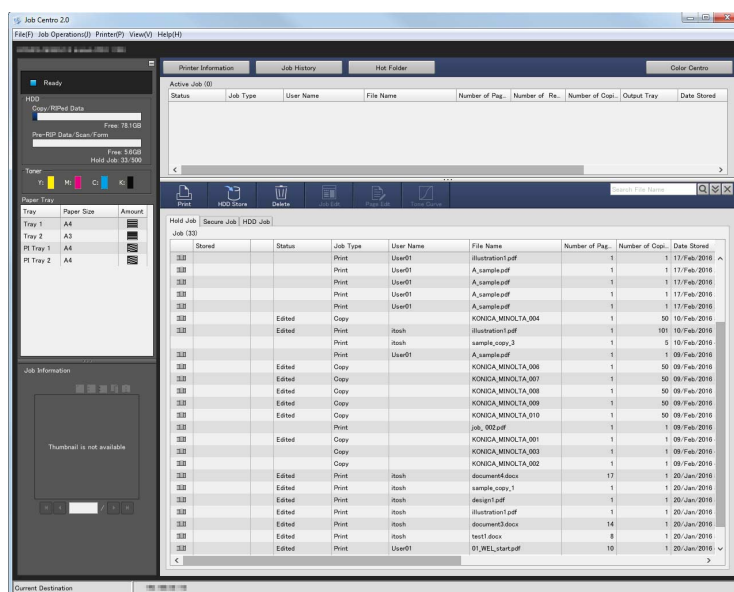 Job Centro 2.0
File(F) Job Operations(J) Printer(P) View(V) Help(H)
Ready
HDD
Copy/RIPed Data
Free: 78.1GB
Pre-RIP Data/Scan/Form
Free: 5.6GB
Hold Job: 33/500
Toner
Y: M: C: K:
Paper Tray
Tray Paper Size Amount
Tray 1 A4
Tray 2 A3
PI Tray 1 A4
PI Tray 2 A4
Job Information
Thumbnail is not available
/
Printer Information Job History Hot Folder Color Centro
Active Job (0)
Status Job Type User Name File Name Number of Pag... Number of Re... Number of Copi... Output Tray Date Stored
Print HDD Store Delete Job Edit Page Edit Tone Curve Search File Name
Hold Job Secure Job HDD Job
Job (33)
Stored Status Job Type User Name File Name Number of Pag... Number of Copi... Date Stored
Print User01 illustration1.pdf 1 1 17/Feb/2016
Print User01 A_sample.pdf 1 1 17/Feb/2016
Print User01 A_sample.pdf 1 1 17/Feb/2016
Print User01 A_sample.pdf 1 1 17/Feb/2016
Print User01 A_sample.pdf 1 1 17/Feb/2016
Edited Copy KONICA_MINOLTA_004 1 50 10/Feb/2016
Edited Print itosh illustration1.pdf 1 101 10/Feb/2016
Print itosh sample_copy_3 1 5 10/Feb/2016
Print User01 A_sample.pdf 1 1 09/Feb/2016
Edited Copy KONICA_MINOLTA_006 1 50 09/Feb/2016
Edited Copy KONICA_MINOLTA_007 1 50 09/Feb/2016
Edited Copy KONICA_MINOLTA_008 1 50 09/Feb/2016
Edited Copy KONICA_MINOLTA_009 1 50 09/Feb/2016
Edited Copy KONICA_MINOLTA_010 1 50 09/Feb/2016
Print job_002.pdf 1 1 09/Feb/2016
Edited Copy KONICA_MINOLTA_001 1 1 09/Feb/2016
Copy KONICA_MINOLTA_003 1 1 09/Feb/2016
Copy KONICA_MINOLTA_002 1 1 09/Feb/2016
Edited Print itosh document4.docx 17 1 20/Jan/2016
Edited Print itosh sample_copy_1 1 1 20/Jan/2016
Edited Print itosh design1.pdf 1 1 20/Jan/2016
Edited Print itosh illustration1.pdf 1 1 20/Jan/2016
Edited Print itosh document3.docx 14 1 20/Jan/2016
Edited Print itosh test1.docx 8 1 20/Jan/2016
Edited Print User01 01_WEL_start.pdf 10 1 20/Jan/2016
Current Destination